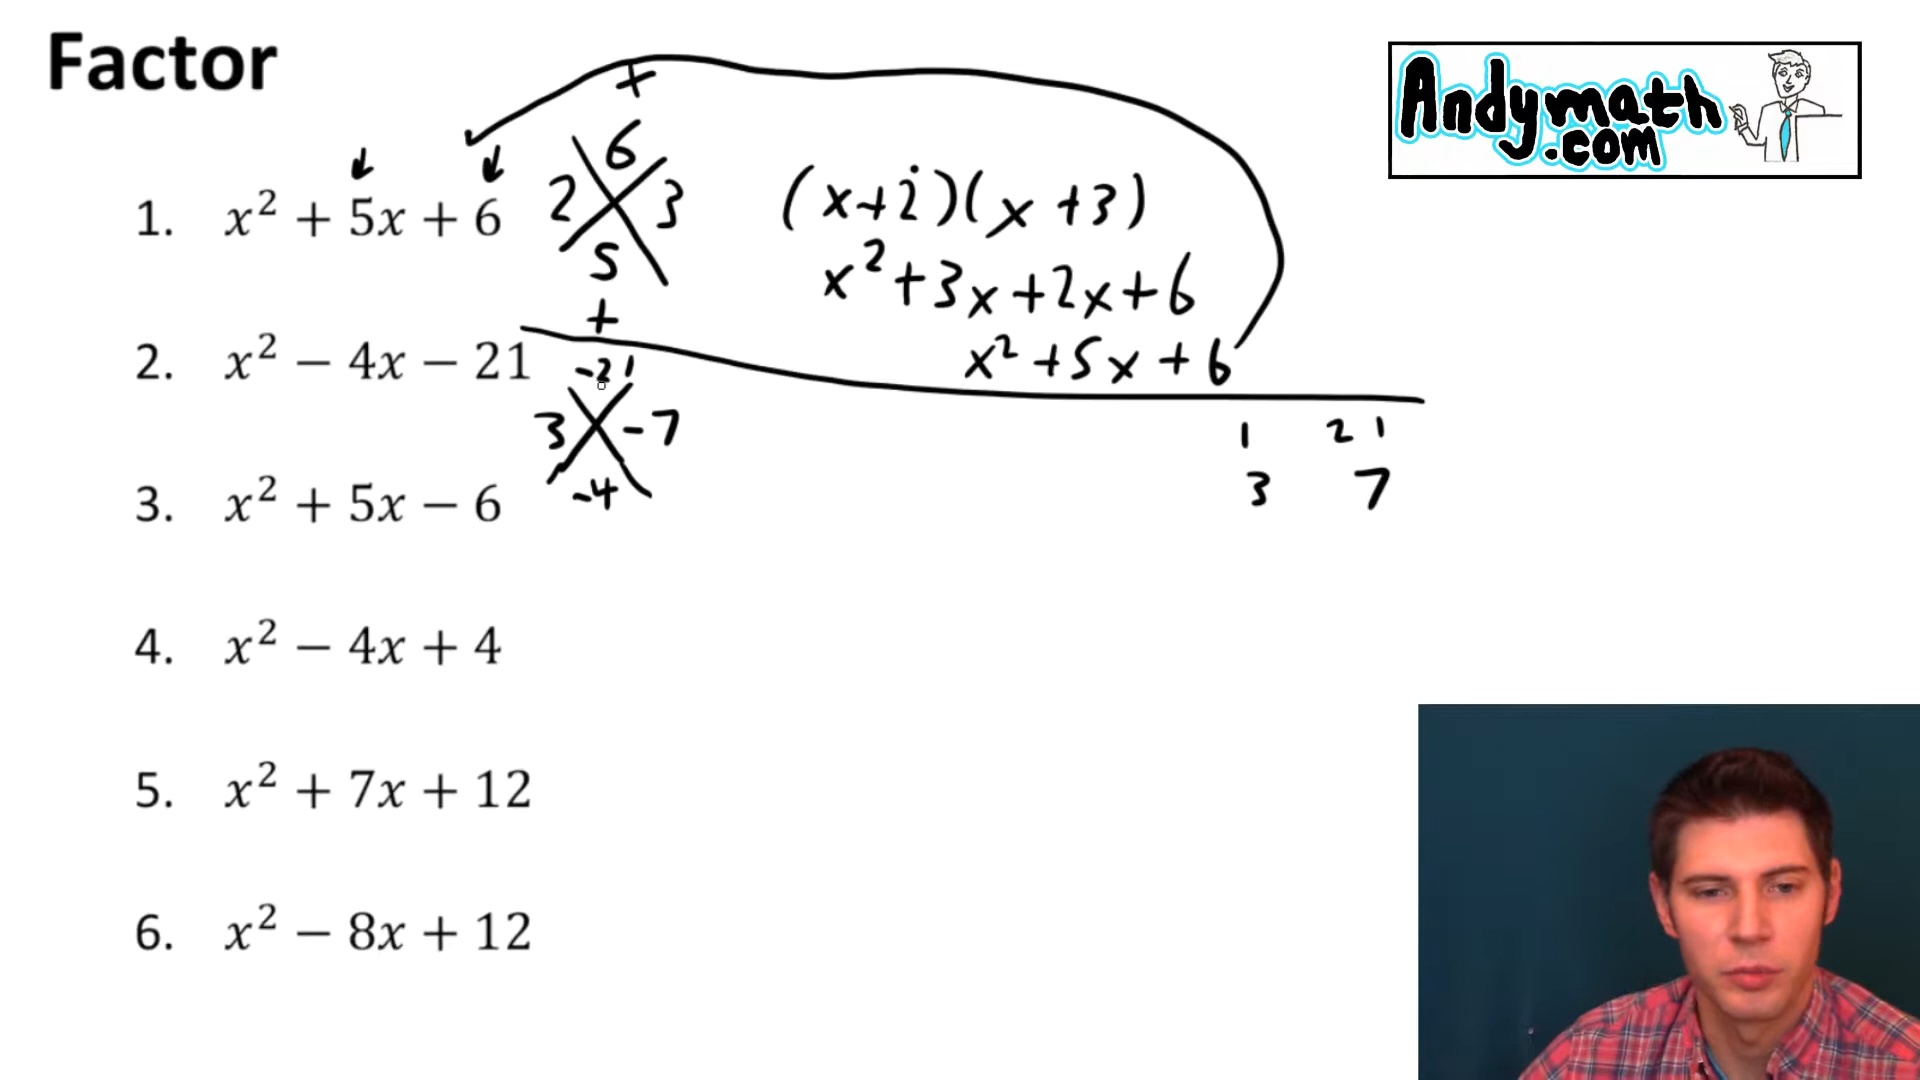 Factor
Andymath
.com
+
1. x² + 5x + 6
6
2 3
5
+
(x+2)(x+3)
x²+3x+2x+6
x²+5x+6
2. x² − 4x − 21
-21
3 -7
-4
1 21
3 7
3. x² + 5x − 6
4. x² − 4x + 4
5. x² + 7x + 12
6. x² − 8x + 12